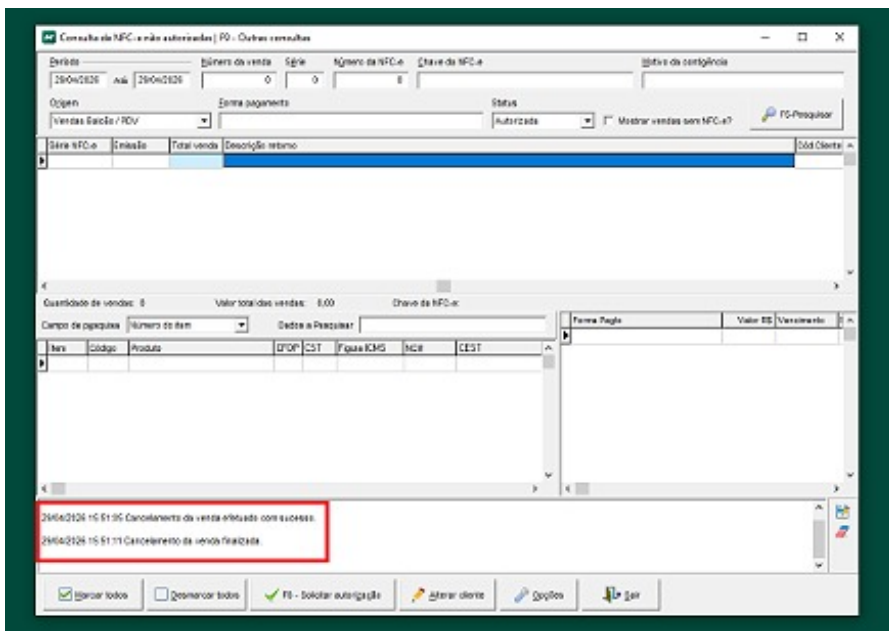 Consulta de NFC-e não autorizadas | F9 - Outras consultas
Período Número da venda Série Número da NFC-e Chave da NFC-e Motivo da contigência
29/04/2026 Até 29/04/2026 0 0 0
Origem Forma pagamento Status
Vendas Balcão / PDV Autorizada Mostrar vendas sem NFC-e? F5-Pesquisar
Série NFC-e Emissão Total venda Descrição retorno Cód.Cliente
Quantidade de vendas: 0 Valor total das vendas: 0,00 Chave da NFC-e:
Campo de pesquisa Número do item Dados a Pesquisar
Forma Pagto Valor R$ Vencimento
Item Código Produto CFOP CST Figura ICMS NCM CEST
29/04/2026 15:51:05 Cancelamento da venda efetuado com sucesso.
29/04/2026 15:51:11 Cancelamento da venda finalizada.
Marcar todos Desmarcar todos F8 - Solicitar autorização Alterar cliente Opções Sair